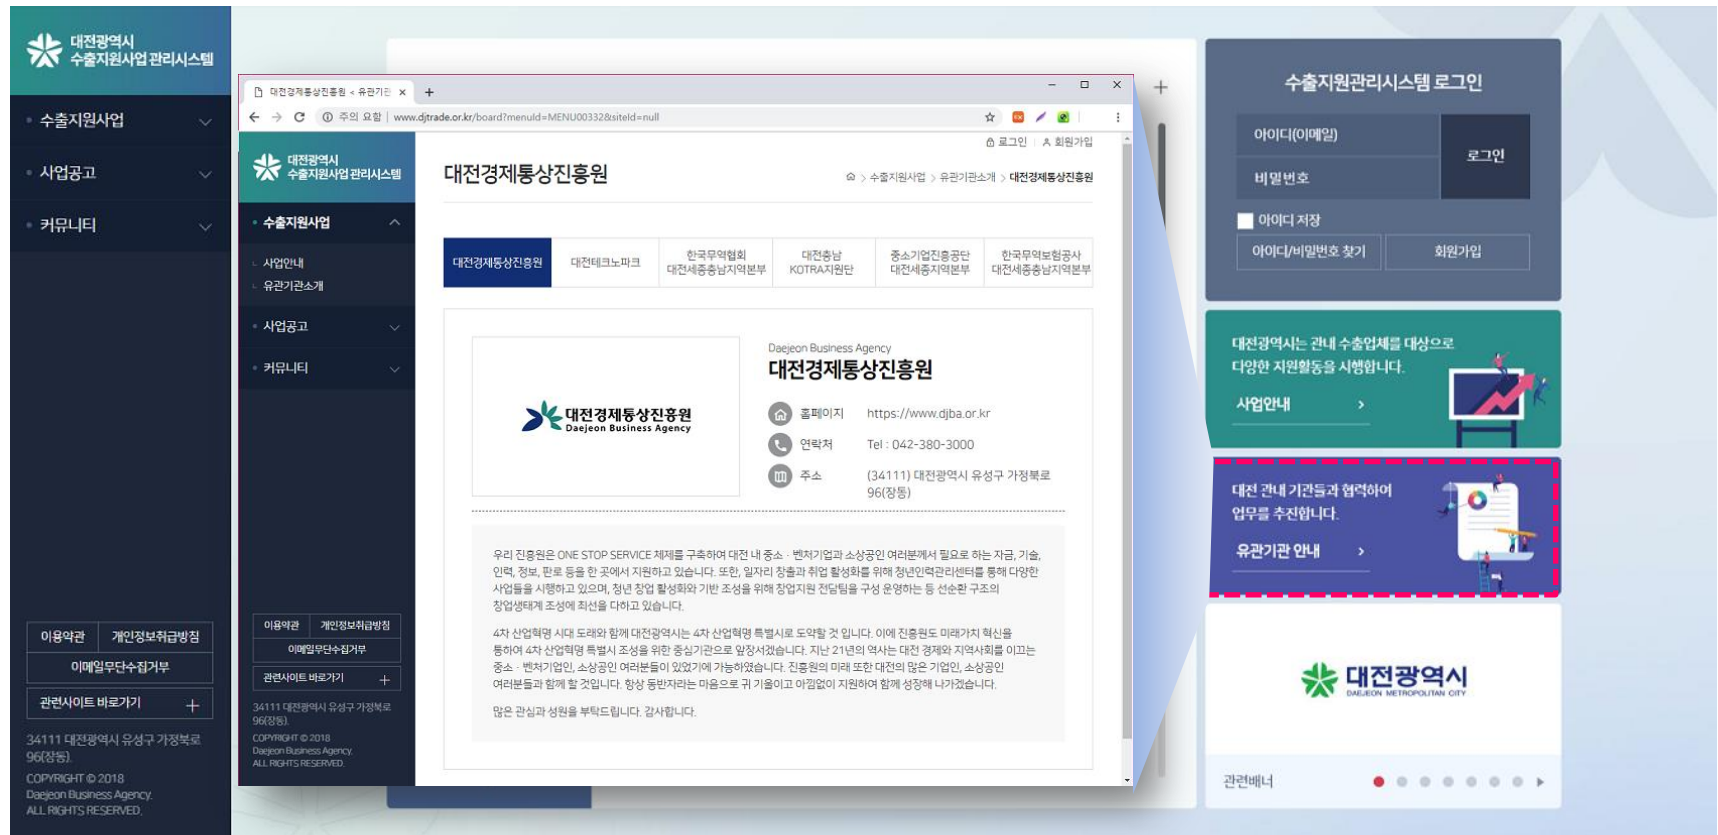 대전광역시
수출지원사업 관리시스템
수출지원사업
사업공고
커뮤니티
이용약관
개인정보취급방침
이메일무단수집거부
관련사이트 바로가기 +
34111 대전광역시 유성구 가정북로
96(장동).
COPYRIGHT © 2018
Daejeon Business Agency.
ALL RIGHTS RESERVED.
대전경제통상진흥원 < 유관기관
주의 요함 | www.djtrade.or.kr/board?menuId=MENU00332&siteId=null
로그인
회원가입
대전광역시
수출지원사업 관리시스템
수출지원사업
사업안내
유관기관소개
사업공고
커뮤니티
이용약관
개인정보취급방침
이메일무단수집거부
관련사이트 바로가기 +
34111 대전광역시 유성구 가정북로
96(장동).
COPYRIGHT © 2018
Daejeon Business Agency.
ALL RIGHTS RESERVED.
대전경제통상진흥원
> 수출지원사업 > 유관기관소개 > 대전경제통상진흥원
대전경제통상진흥원
대전테크노파크
한국무역협회
대전세종충남지역본부
대전충남
KOTRA지원단
중소기업진흥공단
대전세종지역본부
한국무역보험공사
대전세종충남지역본부
대전경제통상진흥원
Daejeon Business Agency
Daejeon Business Agency
대전경제통상진흥원
홈페이지 https://www.djba.or.kr
연락처 Tel : 042-380-3000
주소 (34111) 대전광역시 유성구 가정북로
96(장동)
우리 진흥원은 ONE STOP SERVICE 체제를 구축하여 대전 내 중소 · 벤처기업과 소상공인 여러분께서 필요로 하는 자금, 기술,
인력, 정보, 판로 등을 한 곳에서 지원하고 있습니다. 또한, 일자리 창출과 취업 활성화를 위해 청년인력관리센터를 통해 다양한
사업들을 시행하고 있으며, 청년 창업 활성화와 기반 조성을 위해 창업지원 전담팀을 구성 운영하는 등 선순환 구조의
창업생태계 조성에 최선을 다하고 있습니다.
4차 산업혁명 시대 도래와 함께 대전광역시는 4차 산업혁명 특별시로 도약할 것 입니다. 이에 진흥원도 미래가치 혁신을
통하여 4차 산업혁명 특별시 조성을 위한 중심기관으로 앞장서겠습니다. 지난 21년의 역사는 대전 경제와 지역사회를 이끄는
중소 · 벤처기업인, 소상공인 여러분들이 있었기에 가능하였습니다. 진흥원의 미래 또한 대전의 많은 기업인, 소상공인
여러분들과 함께 할 것입니다. 항상 동반자라는 마음으로 귀 기울이고 아낌없이 지원하여 함께 성장해 나가겠습니다.
많은 관심과 성원을 부탁드립니다. 감사합니다.
수출지원관리시스템 로그인
아이디(이메일)
비밀번호
로그인
아이디 저장
아이디/비밀번호 찾기
회원가입
대전광역시는 관내 수출업체를 대상으로
다양한 지원활동을 시행합니다.
사업안내 >
대전 관내 기관들과 협력하여
업무를 추진합니다.
유관기관 안내 >
대전광역시
DAEJEON METROPOLITAN CITY
관련배너